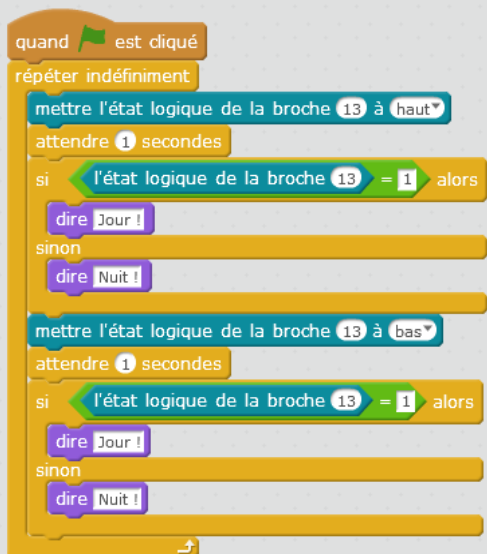 quand est cliqué
répéter indéfiniment
mettre l'état logique de la broche 13 à haut
attendre 1 secondes
si l'état logique de la broche 13 = 1 alors
dire Jour !
sinon
dire Nuit !
mettre l'état logique de la broche 13 à bas
attendre 1 secondes
si l'état logique de la broche 13 = 1 alors
dire Jour !
sinon
dire Nuit !